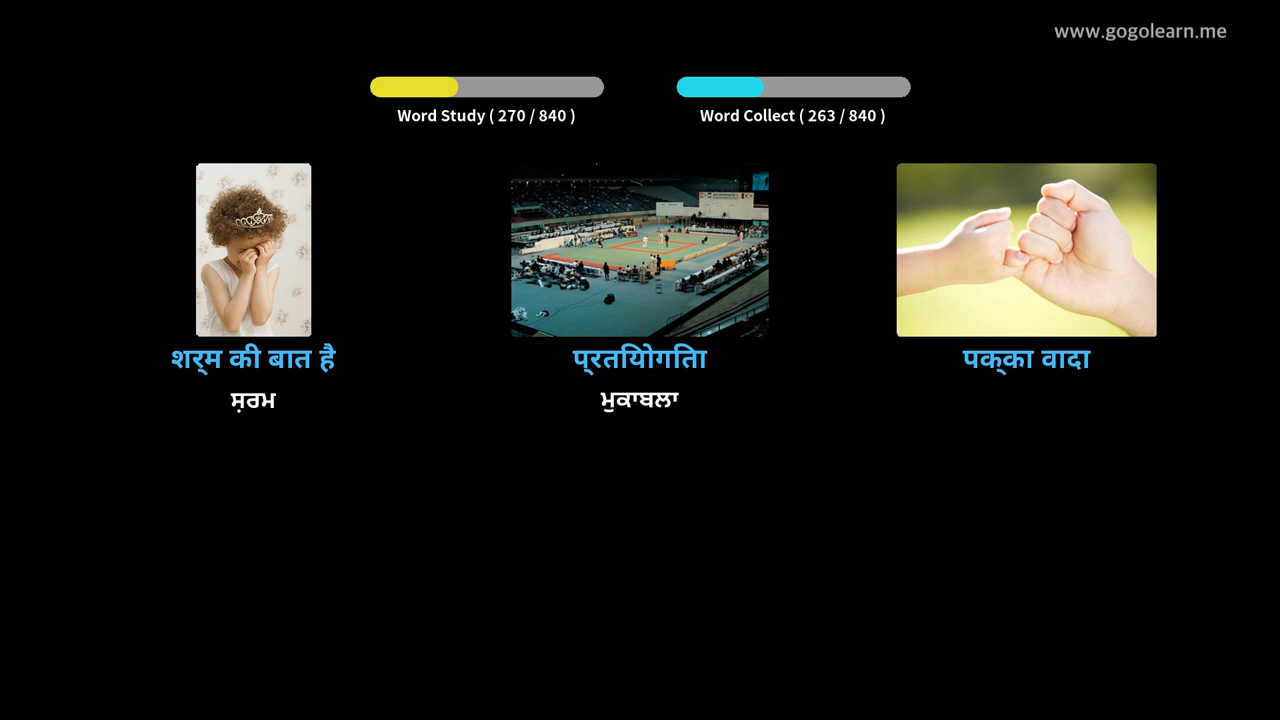 www.gogolearn.me
Word Study ( 270 / 840 )
Word Collect ( 263 / 840 )
शर्म की बात है
प्रतियोगिता
पक्का वादा
ਸ਼ਰਮ
ਮੁਕਾਬਲਾ